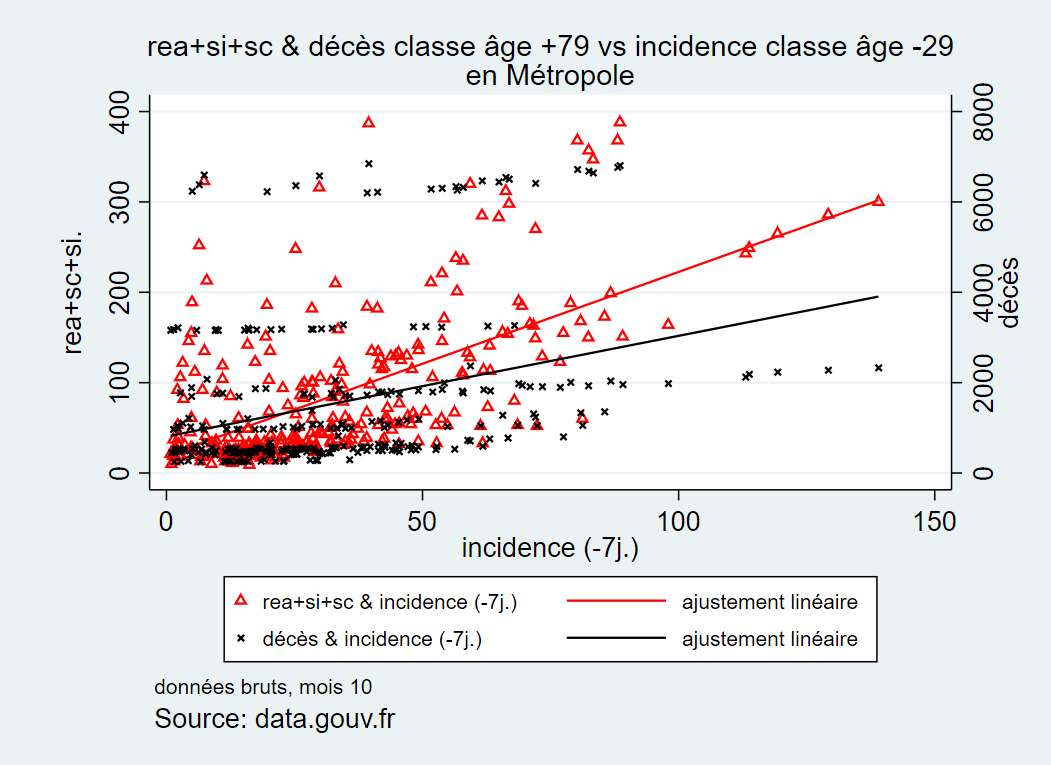 rea+si+sc & décès classe âge +79 vs incidence classe âge -29
en Métropole
400
300
200
100
0
rea+sc+si.
8000
6000
4000
2000
0
décès
0
50
100
150
incidence (-7j.)
rea+si+sc & incidence (-7j.)
ajustement linéaire
décès & incidence (-7j.)
ajustement linéaire
données bruts, mois 10
Source: data.gouv.fr